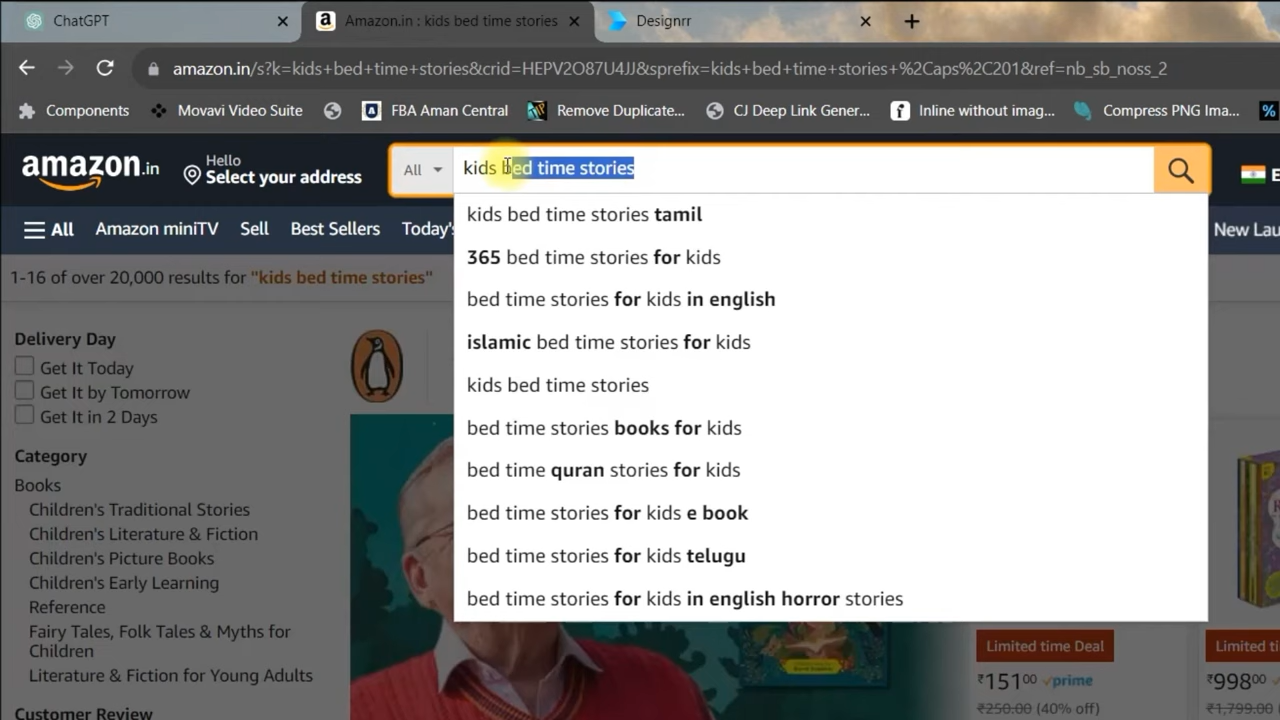 ChatGPT
Amazon.in : kids bed time stories
Designrr
amazon.in/s?k=kids+bed+time+stories&crid=HEPV2O87U4JJ&sprefix=kids+bed+time+stories+%2Caps%2C201&ref=nb_sb_noss_2
Components
Movavi Video Suite
FBA Aman Central
Remove Duplicate...
CJ Deep Link Gener...
Inline without imag...
Compress PNG Ima...
amazon.in
Hello
Select your address
All
kids bed time stories
All
Amazon miniTV
Sell
Best Sellers
Today's
New Lau
kids bed time stories tamil
365 bed time stories for kids
bed time stories for kids in english
islamic bed time stories for kids
kids bed time stories
bed time stories books for kids
bed time quran stories for kids
bed time stories for kids e book
bed time stories for kids telugu
bed time stories for kids in english horror stories
1-16 of over 20,000 results for "kids bed time stories"
Delivery Day
Get It Today
Get It by Tomorrow
Get It in 2 Days
Category
Books
Children's Traditional Stories
Children's Literature & Fiction
Children's Picture Books
Children's Early Learning
Reference
Fairy Tales, Folk Tales & Myths for
Children
Literature & Fiction for Young Adults
Customer Review
Limited time Deal
₹15100 prime
₹250.00 (40% off)
Limited ti
₹99800
₹1,799.00